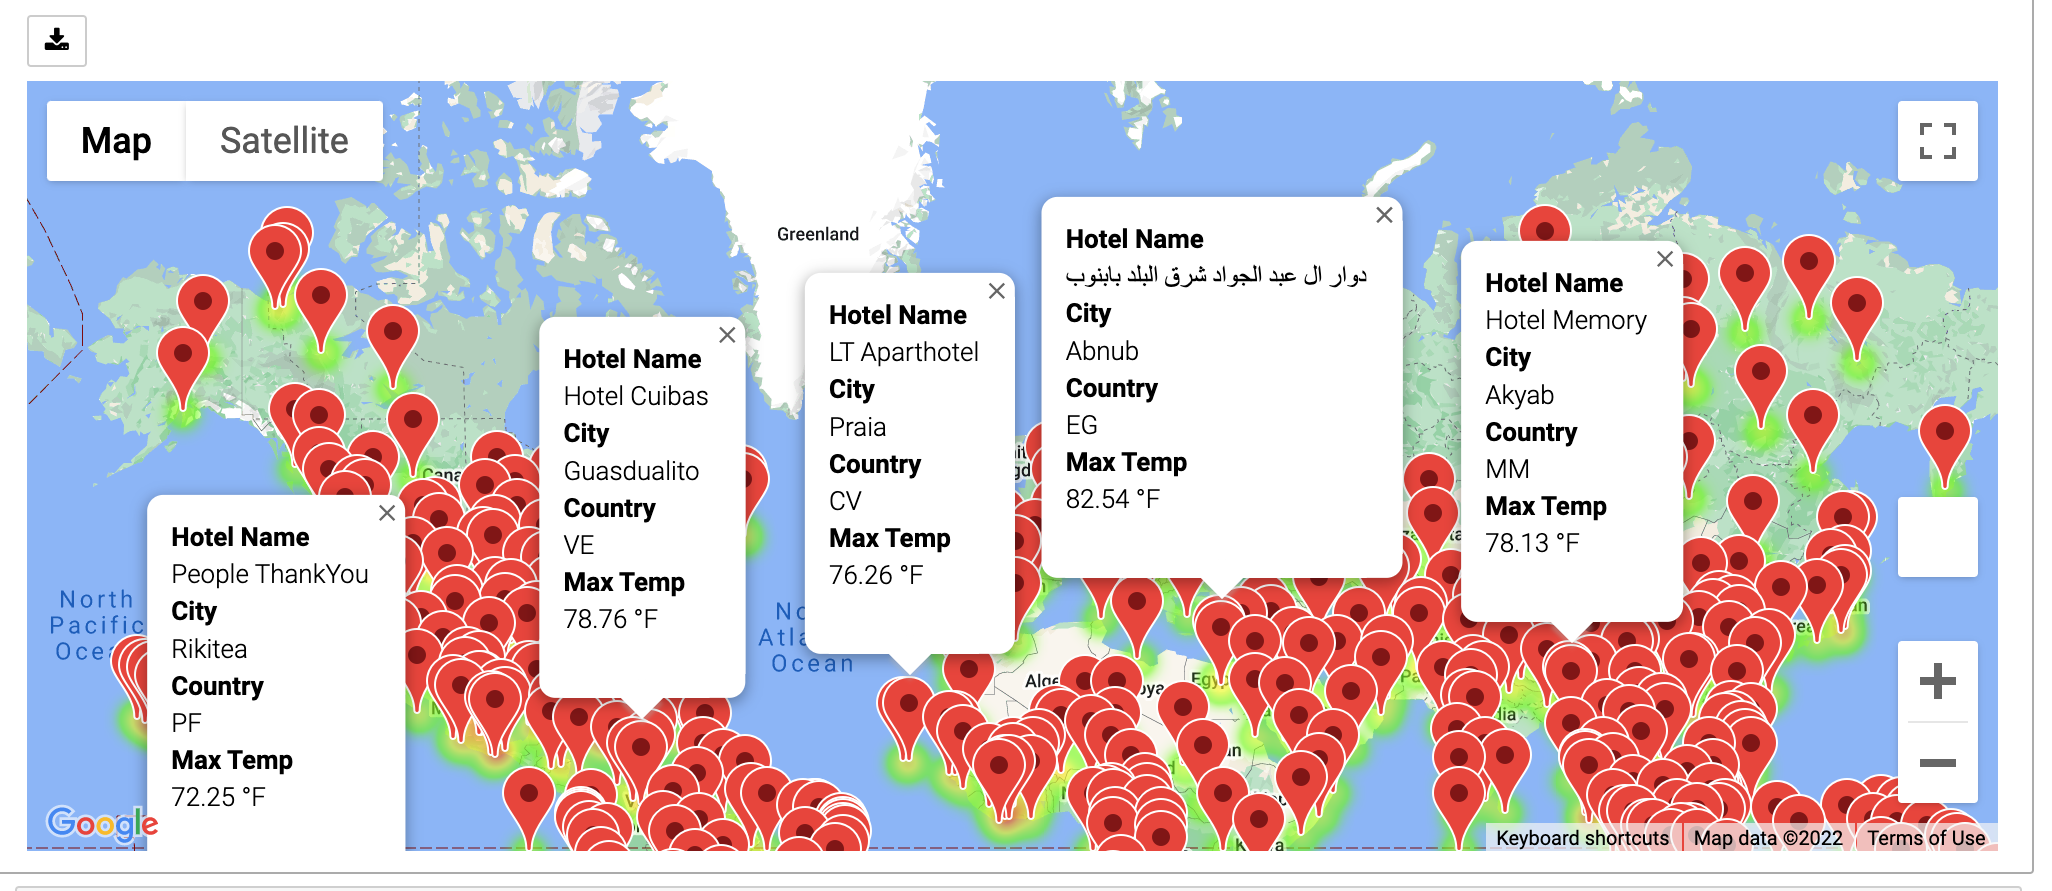 Map
Satellite
Greenland
Hotel Name
دوار ال عبد الجواد شرق البلد بابنوب
City
Abnub
Country
EG
Max Temp
82.54 °F
Hotel Name
Hotel Memory
City
Akyab
Country
MM
Max Temp
78.13 °F
Hotel Name
LT Aparthotel
City
Praia
Country
CV
Max Temp
76.26 °F
Hotel Name
Hotel Cuibas
City
Guasdualito
Country
VE
Max Temp
78.76 °F
Hotel Name
People ThankYou
City
Rikitea
Country
PF
Max Temp
72.25 °F
North
Pacific
Ocean
Google
Keyboard shortcuts
Map data ©2022
Terms of Use